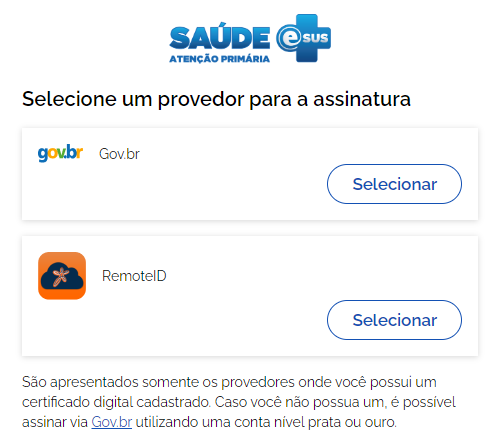 SAÚDE eSUS
ATENÇÃO PRIMÁRIA
Selecione um provedor para a assinatura
gov.br Gov.br
Selecionar
RemoteID
Selecionar
São apresentados somente os provedores onde você possui um
certificado digital cadastrado. Caso você não possua um, é possível
assinar via Gov.br utilizando uma conta nível prata ou ouro.